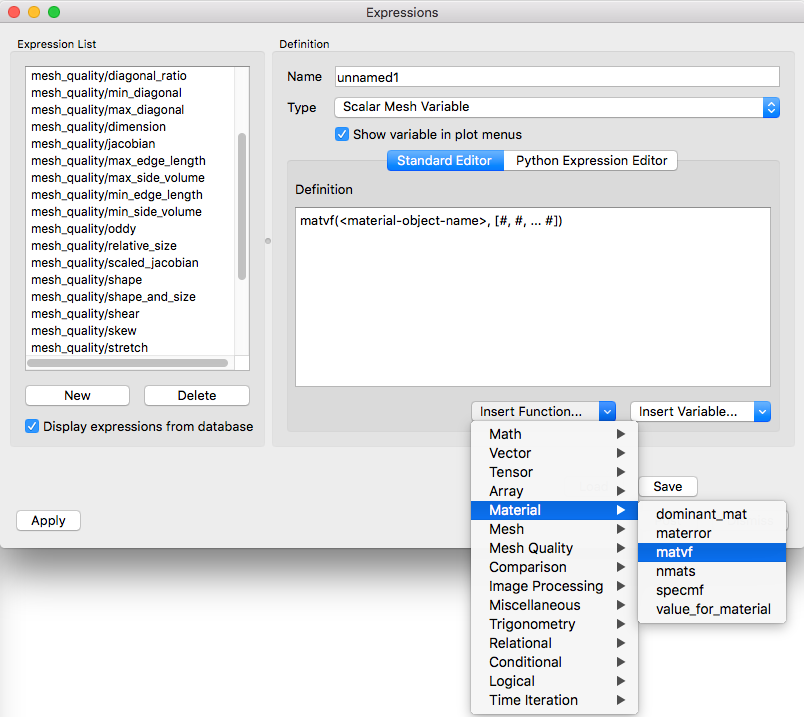 Expressions
Expression List
mesh_quality/diagonal_ratio
mesh_quality/min_diagonal
mesh_quality/max_diagonal
mesh_quality/dimension
mesh_quality/jacobian
mesh_quality/max_edge_length
mesh_quality/max_side_volume
mesh_quality/min_edge_length
mesh_quality/min_side_volume
mesh_quality/oddy
mesh_quality/relative_size
mesh_quality/scaled_jacobian
mesh_quality/shape
mesh_quality/shape_and_size
mesh_quality/shear
mesh_quality/skew
mesh_quality/stretch
New Delete
Display expressions from database
Apply
Definition
Name unnamed1
Type Scalar Mesh Variable
Show variable in plot menus
Standard Editor Python Expression Editor
Definition
matvf(<material-object-name>, [#, #, ... #])
Insert Function... Insert Variable...
Math
Vector
Tensor
Array
Material
Mesh
Mesh Quality
Comparison
Image Processing
Miscellaneous
Trigonometry
Relational
Conditional
Logical
Time Iteration
Save
dominant_mat
materror
matvf
nmats
specmf
value_for_material